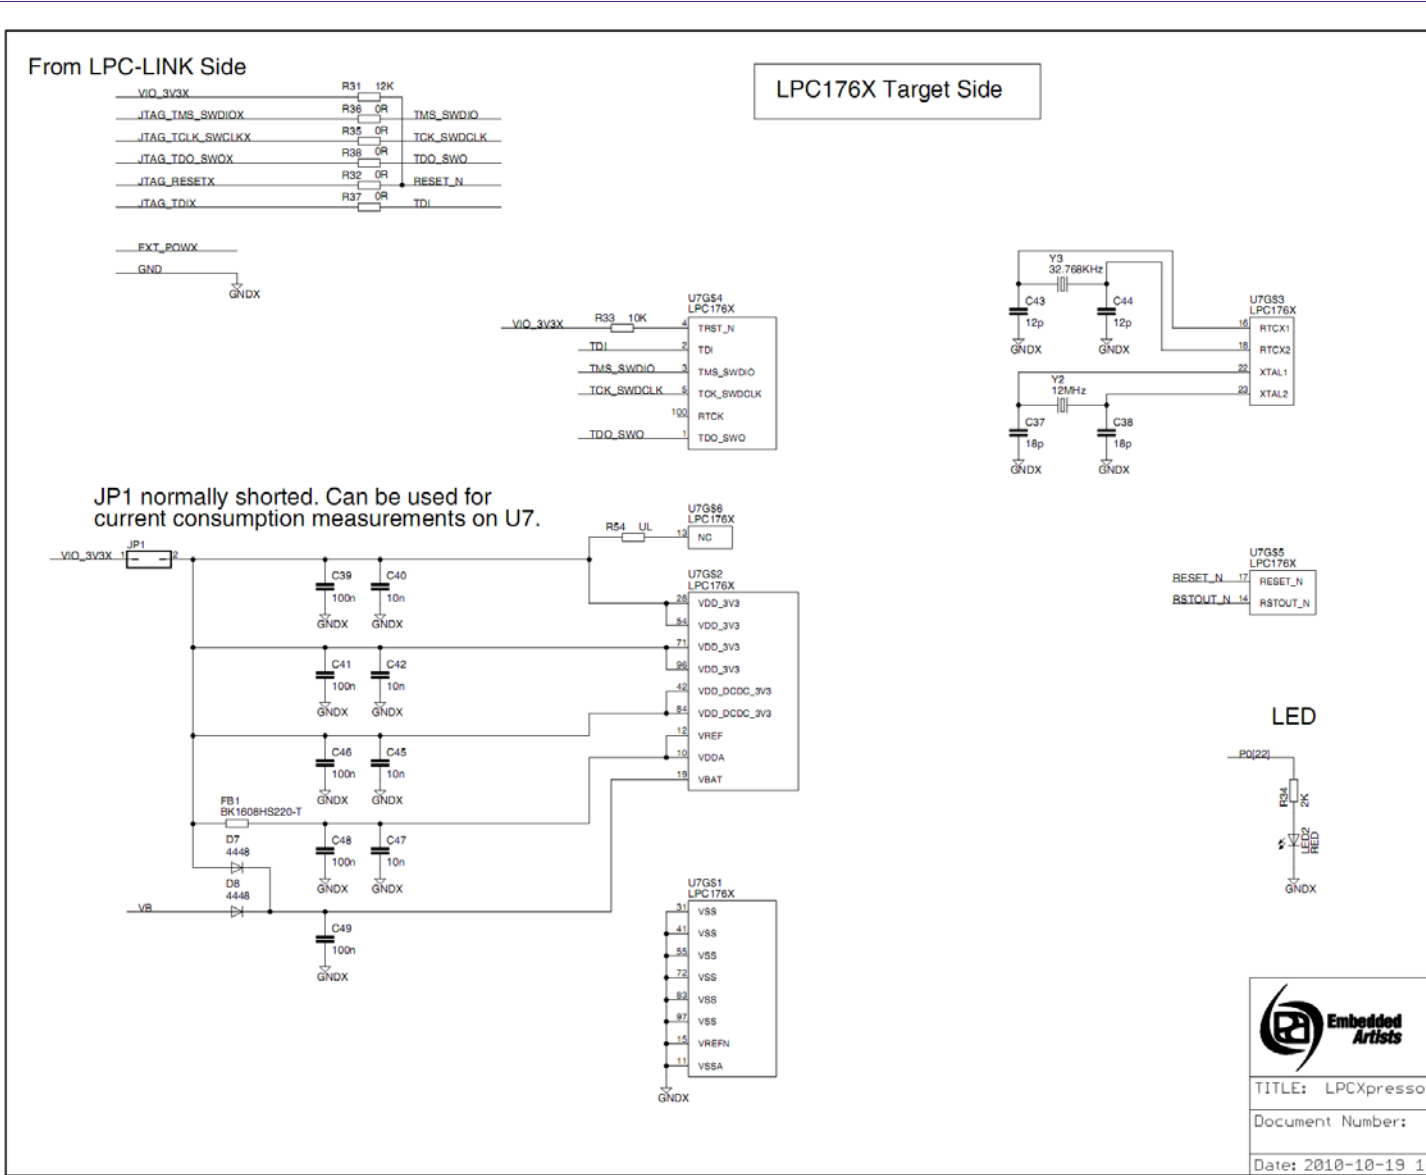 From LPC-LINK Side
LPC176X Target Side
VIO_3V3X R31 12K
JTAG_TMS_SWDIOX R36 0R TMS_SWDIO
JTAG_TCLK_SWCLKX R35 0R TCK_SWDCLK
JTAG_TDO_SWOX R38 0R TDO_SWO
JTAG_RESETX R32 0R RESET_N
JTAG_TDIX R37 0R TDI
EXT_POWX
GND
GNDX
Y3
32.768KHz
C43
12p
GNDX
C44
12p
GNDX
U7G$3
LPC176X
16 RTCX1
18 RTCX2
22 XTAL1
23 XTAL2
Y2
12MHz
C37
18p
GNDX
C38
18p
GNDX
U7G$4
LPC176X
VIO_3V3X R33 10K 4 TRST_N
TDI 2 TDI
TMS_SWDIO 3 TMS_SWDIO
TCK_SWDCLK 5 TCK_SWDCLK
100 RTCK
TDO_SWO 1 TDO_SWO
JP1 normally shorted. Can be used for
current consumption measurements on U7.
VIO_3V3X 1 JP1 2
R54 UL
U7G$6
LPC176X
13 NC
U7G$2
LPC176X
28 VDD_3V3
54 VDD_3V3
71 VDD_3V3
96 VDD_3V3
42 VDD_DCDC_3V3
84 VDD_DCDC_3V3
12 VREF
10 VDDA
19 VBAT
C39
100n
GNDX
C40
10n
GNDX
C41
100n
GNDX
C42
10n
GNDX
C46
100n
GNDX
C45
10n
GNDX
FB1
BK1608HS220-T
C48
100n
GNDX
C47
10n
GNDX
D7
4448
D8
4448
VB
C49
100n
GNDX
U7G$5
LPC176X
RESET_N 17 RESET_N
RSTOUT_N 14 RSTOUT_N
LED
P0[22]
R34
2K
LED2
RED
GNDX
U7G$1
LPC176X
31 VSS
41 VSS
55 VSS
72 VSS
83 VSS
97 VSS
15 VREFN
11 VSSA
GNDX
Embedded
Artists
TITLE: LPCXpresso
Document Number:
Date: 2010-10-19 1